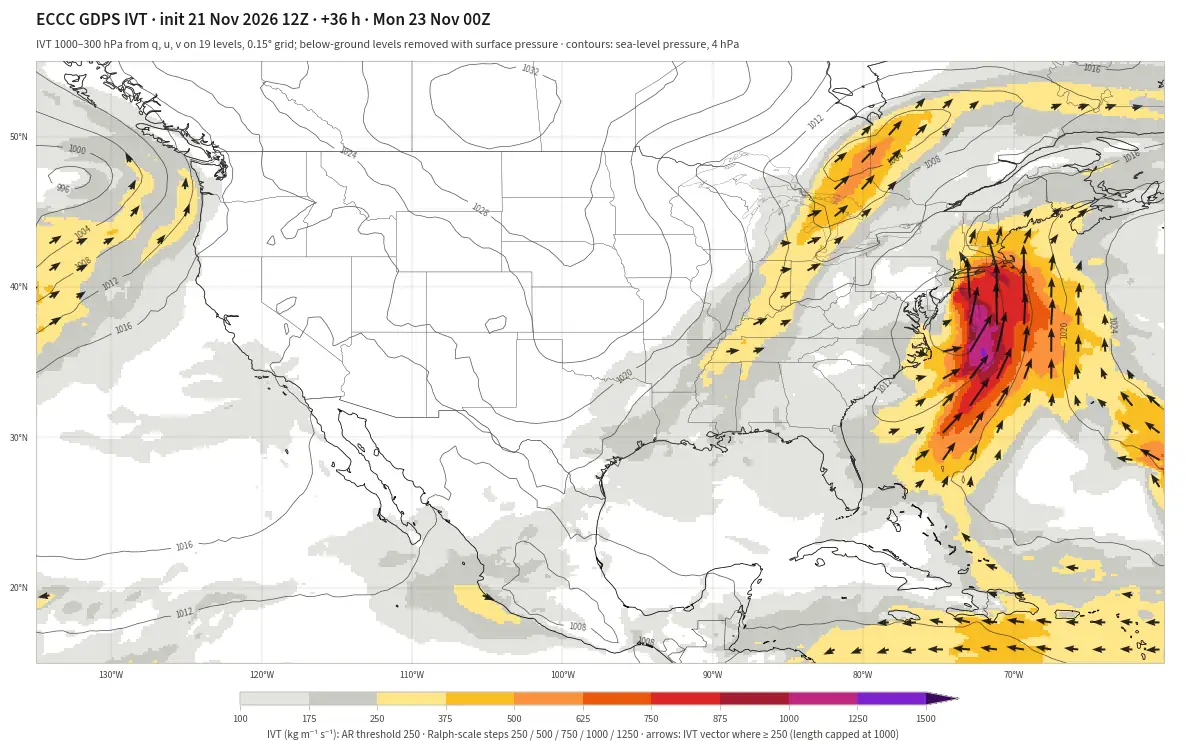 ECCC GDPS IVT · init 21 Nov 2026 12Z · +36 h · Mon 23 Nov 00Z
IVT 1000–300 hPa from q, u, v on 19 levels, 0.15° grid; below-ground levels removed with surface pressure · contours: sea-level pressure, 4 hPa
1032
1016
1012
50°N
1000
1024
1004
1008
1016
996
1028
1004
1008
40°N
1012
1016
1020
1024
1020
1012
30°N
1016
20°N
1012
1008
1008
130°W 120°W 110°W 100°W 90°W 80°W 70°W
100 175 250 375 500 625 750 875 1000 1250 1500
IVT (kg m⁻¹ s⁻¹): AR threshold 250 · Ralph-scale steps 250 / 500 / 750 / 1000 / 1250 · arrows: IVT vector where ≥ 250 (length capped at 1000)